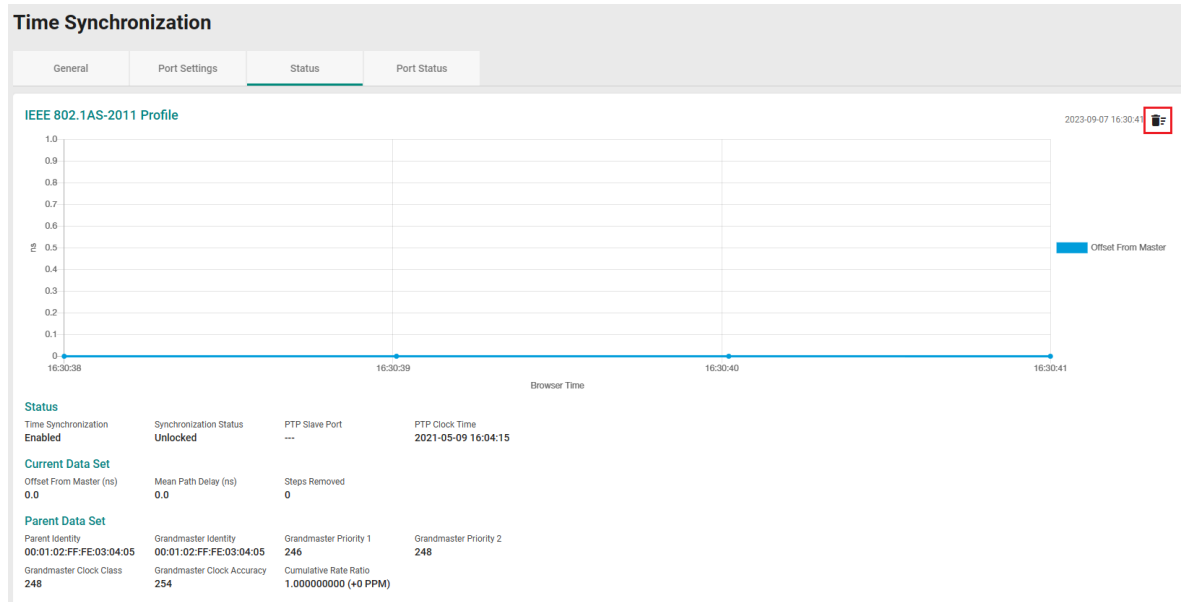 Time Synchronization
General Port Settings Status Port Status
IEEE 802.1AS-2011 Profile
2023-09-07 16:30:41
1.0
0.9
0.8
0.7
0.6
ns
0.5
Offset From Master
0.4
0.3
0.2
0.1
0
16:30:38 16:30:39 16:30:40 16:30:41
Browser Time
Status
Time Synchronization Synchronization Status PTP Slave Port PTP Clock Time
Enabled Unlocked --- 2021-05-09 16:04:15
Current Data Set
Offset From Master (ns) Mean Path Delay (ns) Steps Removed
0.0 0.0 0
Parent Data Set
Parent Identity Grandmaster Identity Grandmaster Priority 1 Grandmaster Priority 2
00:01:02:FF:FE:03:04:05 00:01:02:FF:FE:03:04:05 246 248
Grandmaster Clock Class Grandmaster Clock Accuracy Cumulative Rate Ratio
248 254 1.000000000 (+0 PPM)